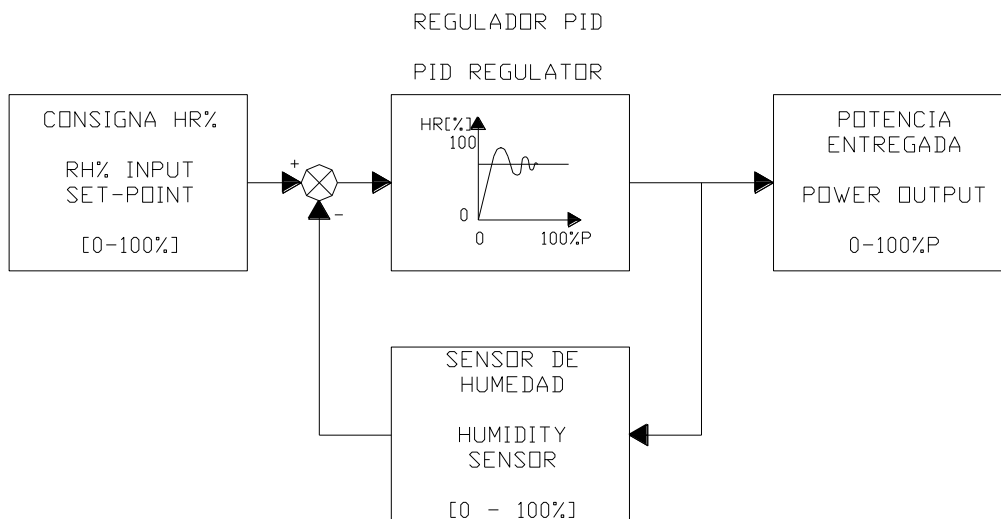 REGULADOR PID
PID REGULATOR
CONSIGNA HR%
RH% INPUT
SET-POINT
[0-100%]
+
-
HR[%]
100
0
0
100%P
POTENCIA
ENTREGADA
POWER OUTPUT
0-100%P
SENSOR DE
HUMEDAD
HUMIDITY
SENSOR
[0 - 100%]